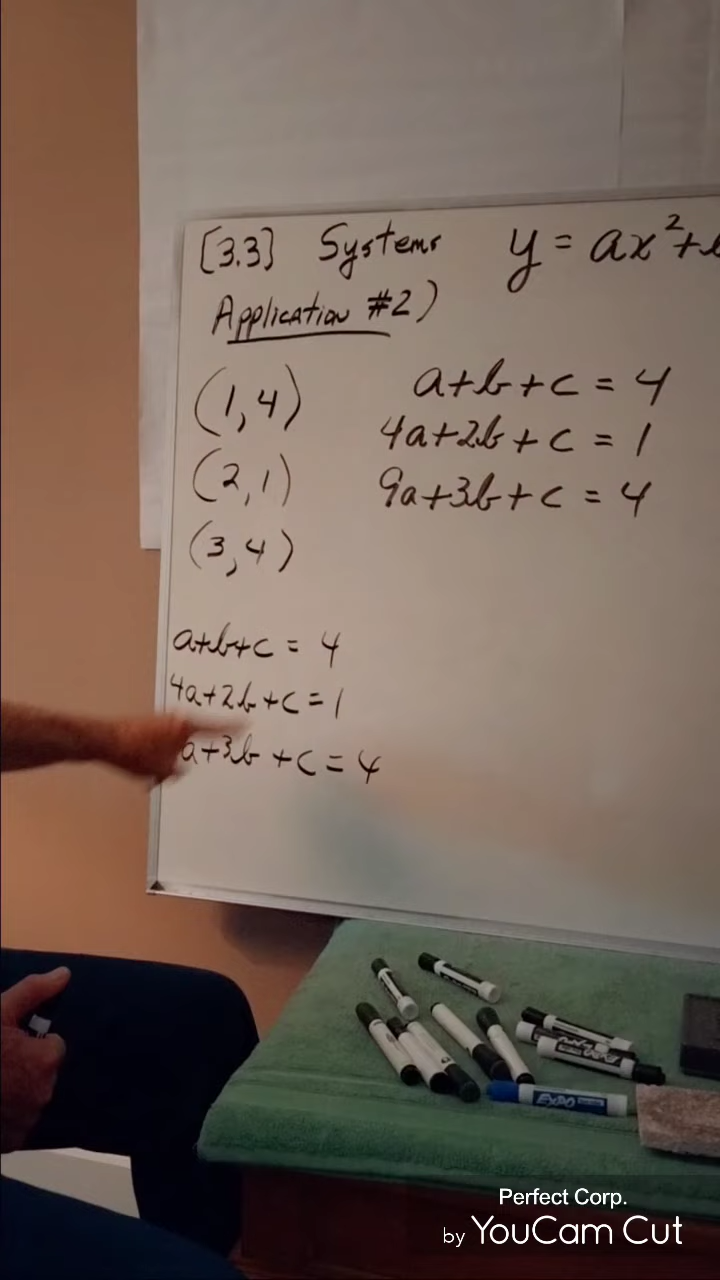 [3.3] Systems y = ax²+
Application #2)
(1,4)
(2,1)
(3,4)
a+b+c = 4
4a+2b+c = 1
9a+3b+c = 4
a+b+c = 4
4a+2b+c=1
a+3b+c=4
EXPO
Perfect Corp.
by YouCam Cut